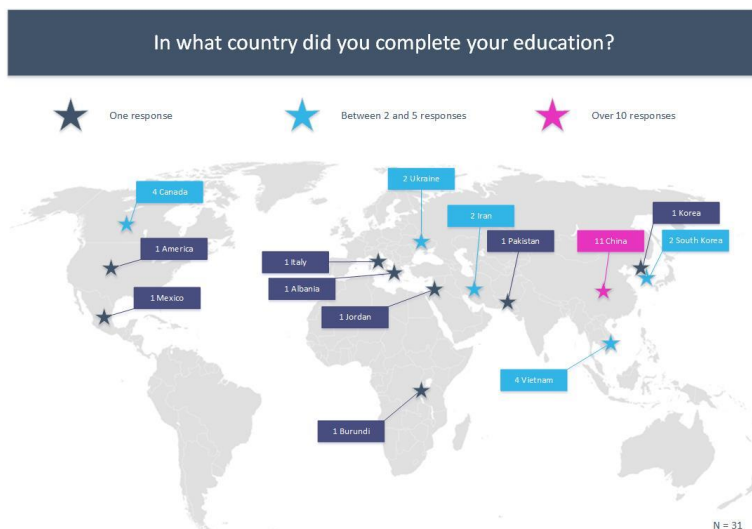 In what country did you complete your education?
One response
Between 2 and 5 responses
Over 10 responses
2 Ukraine
4 Canada
1 Korea
2 Iran
1 America
1 Pakistan
11 China
2 South Korea
1 Italy
1 Albania
1 Mexico
1 Jordan
4 Vietnam
1 Burundi
N = 31